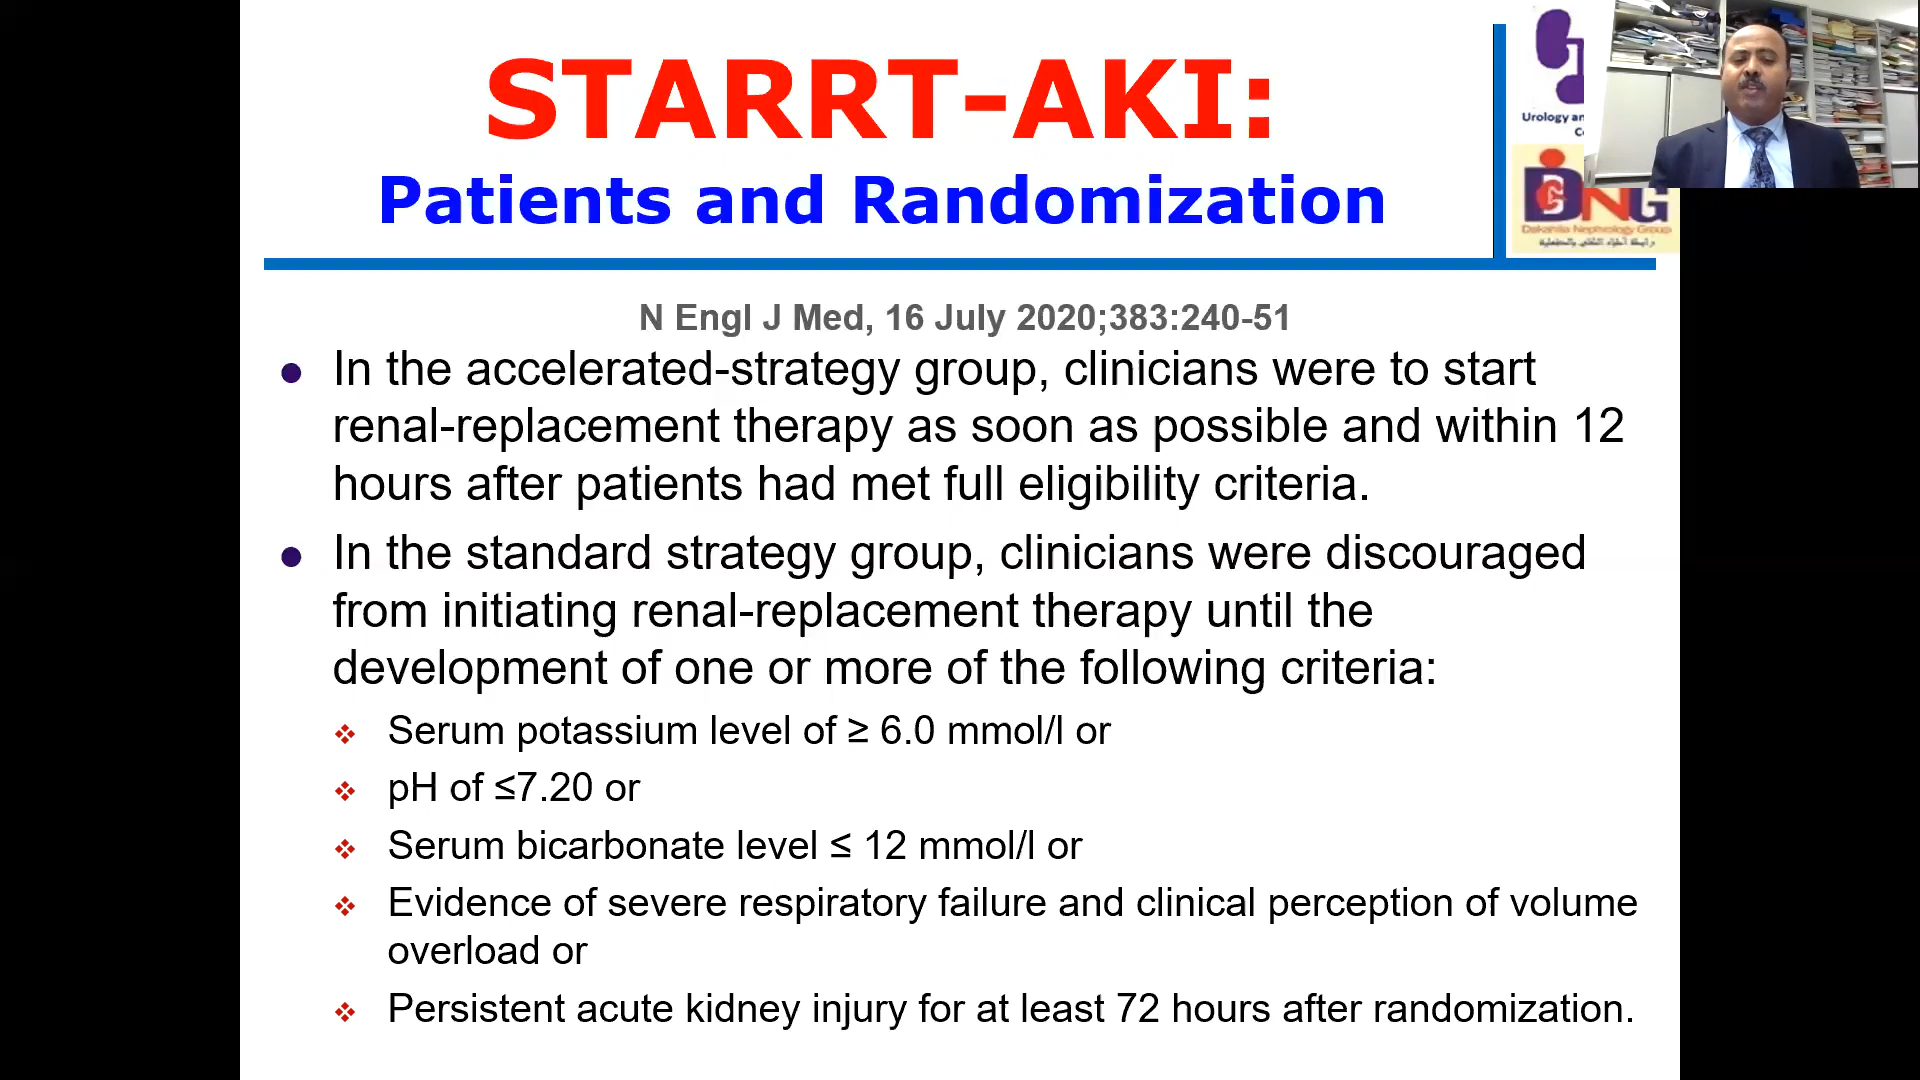 STARRT-AKI:
Patients and Randomization
Urology an
C
DNG
Dakahlia Nephrology Group
N Engl J Med, 16 July 2020;383:240-51
In the accelerated-strategy group, clinicians were to start
renal-replacement therapy as soon as possible and within 12
hours after patients had met full eligibility criteria.
In the standard strategy group, clinicians were discouraged
from initiating renal-replacement therapy until the
development of one or more of the following criteria:
Serum potassium level of ≥ 6.0 mmol/l or
pH of ≤7.20 or
Serum bicarbonate level ≤ 12 mmol/l or
Evidence of severe respiratory failure and clinical perception of volume
overload or
Persistent acute kidney injury for at least 72 hours after randomization.